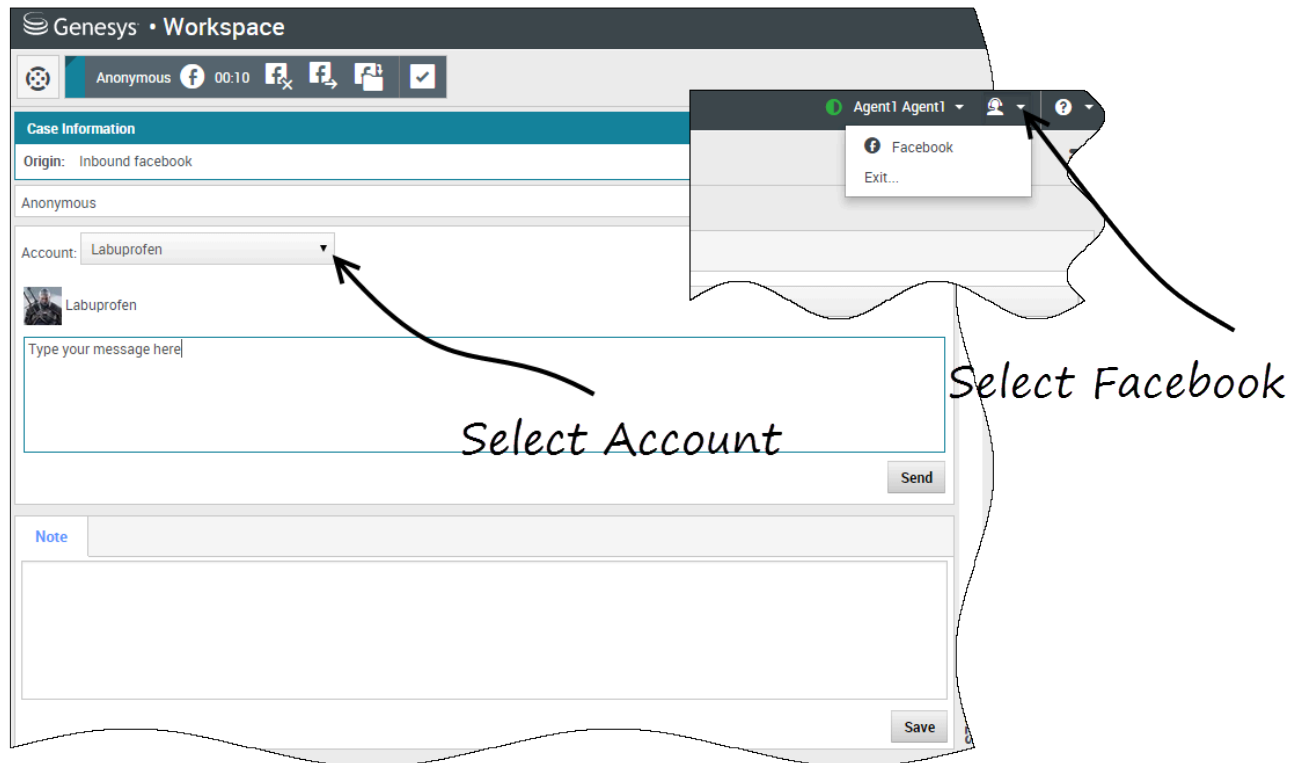 Genesys • Workspace
Anonymous 00:10
Agent1 Agent1
Facebook
Exit...
Case Information
Origin: Inbound facebook
Anonymous
Account: Labuprofen
Labuprofen
Type your message here
Select Facebook
Select Account
Send
Note
Save